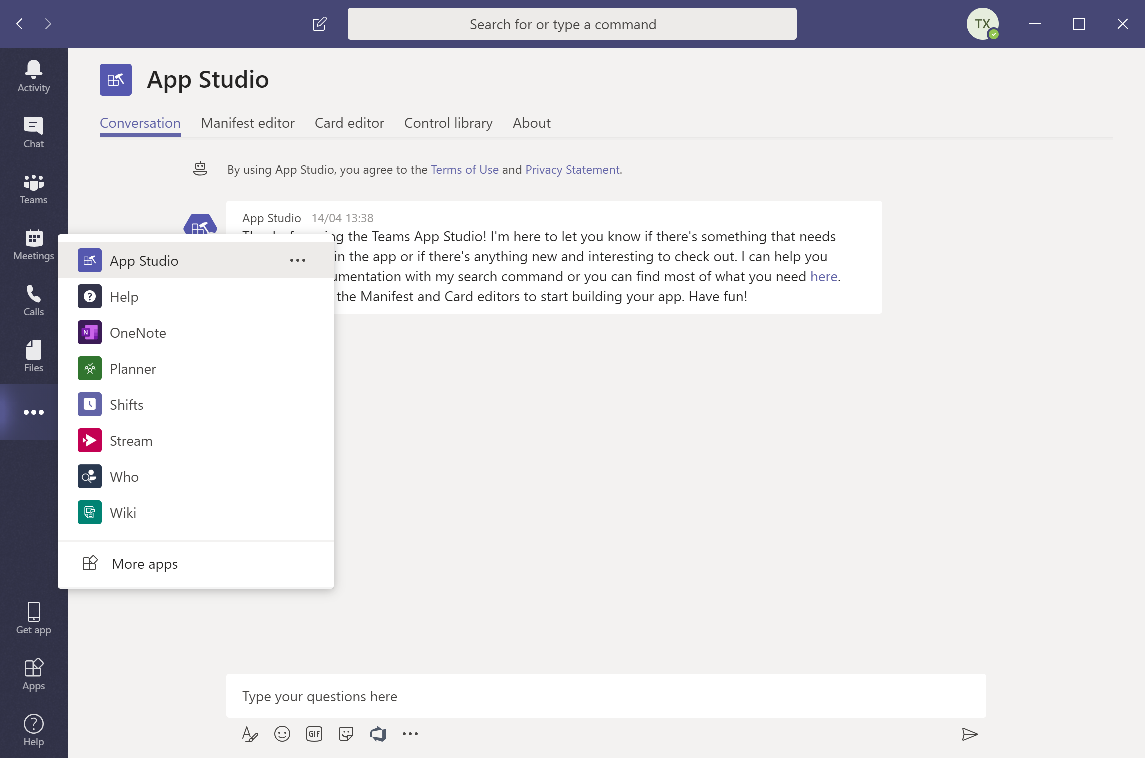 Search for or type a command
TX
Activity
Chat
Teams
Meetings
Calls
Files
Get app
Apps
Help
App Studio
Conversation Manifest editor Card editor Control library About
By using App Studio, you agree to the Terms of Use and Privacy Statement.
App Studio 14/04 13:38
the Teams App Studio! I'm here to let you know if there's something that needs
in the app or if there's anything new and interesting to check out. I can help you
with my search command or you can find most of what you need here.
the Manifest and Card editors to start building your app. Have fun!
App Studio
Help
OneNote
Planner
Shifts
Stream
Who
Wiki
More apps
Type your questions here
GIF